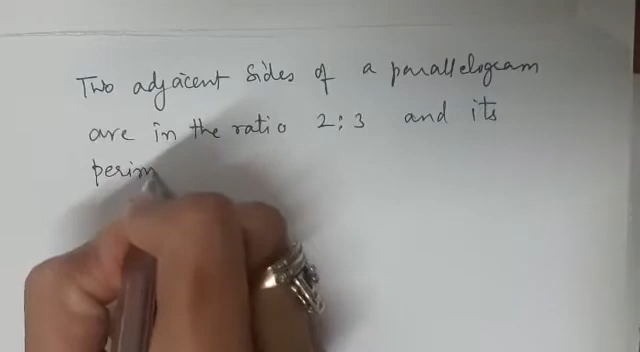 Two adjacent sides of a parallelogram
are in the ratio 2:3 and its
perim